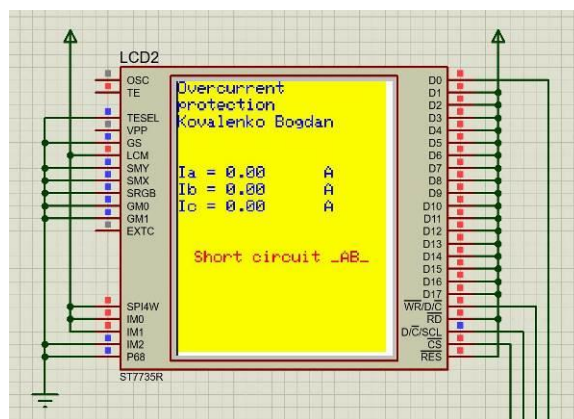 LCD2
OSC
TE
TESEL
VPP
GS
LCM
SMY
SMX
SRGB
GM0
GM1
EXTC
SPI4W
IM0
IM1
IM2
P68
ST7735R
Overcurrent
protection
Kovalenko Bogdan
Ia = 0.00 A
Ib = 0.00 A
Ic = 0.00 A
Short circuit _AB_
D0
D1
D2
D3
D4
D5
D6
D7
D8
D9
D10
D11
D12
D13
D14
D15
D16
D17
WR/D/C
RD
D/C/SCL
CS
RES